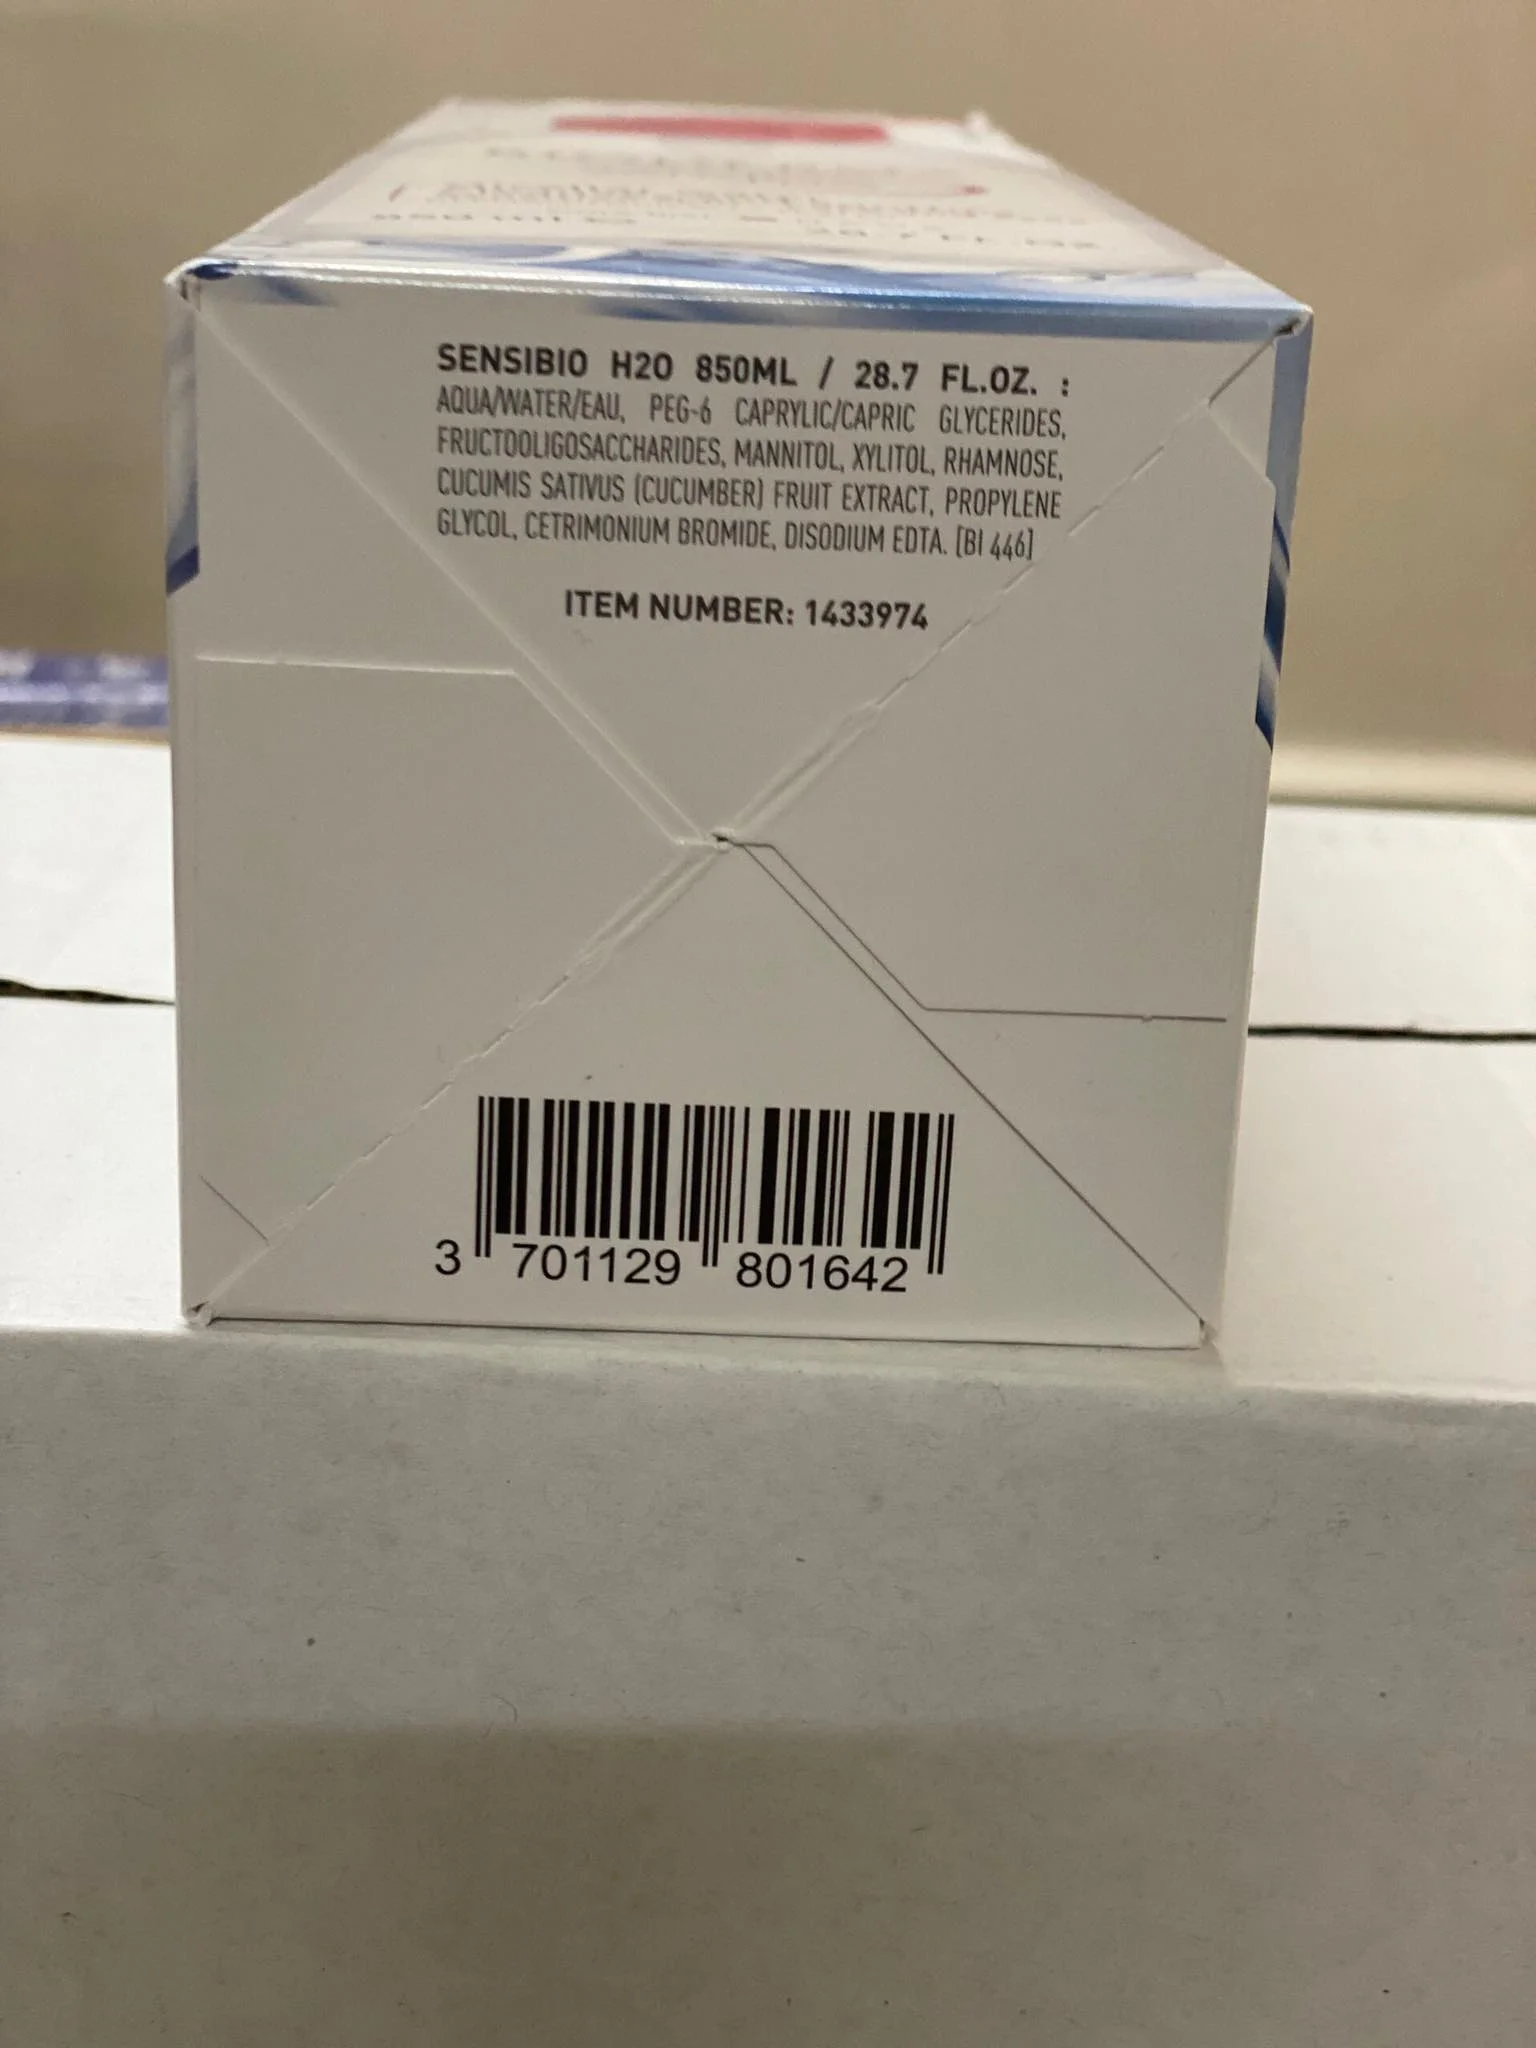 SENSIBIO H2O 850ML / 28.7 FL.OZ. :
AQUA/WATER/EAU, PEG-6 CAPRYLIC/CAPRIC GLYCERIDES,
FRUCTOOLIGOSACCHARIDES, MANNITOL, XYLITOL, RHAMNOSE,
CUCUMIS SATIVUS (CUCUMBER) FRUIT EXTRACT, PROPYLENE
GLYCOL, CETRIMONIUM BROMIDE, DISODIUM EDTA. [BI 446]
ITEM NUMBER: 1433974
3 701129 801642